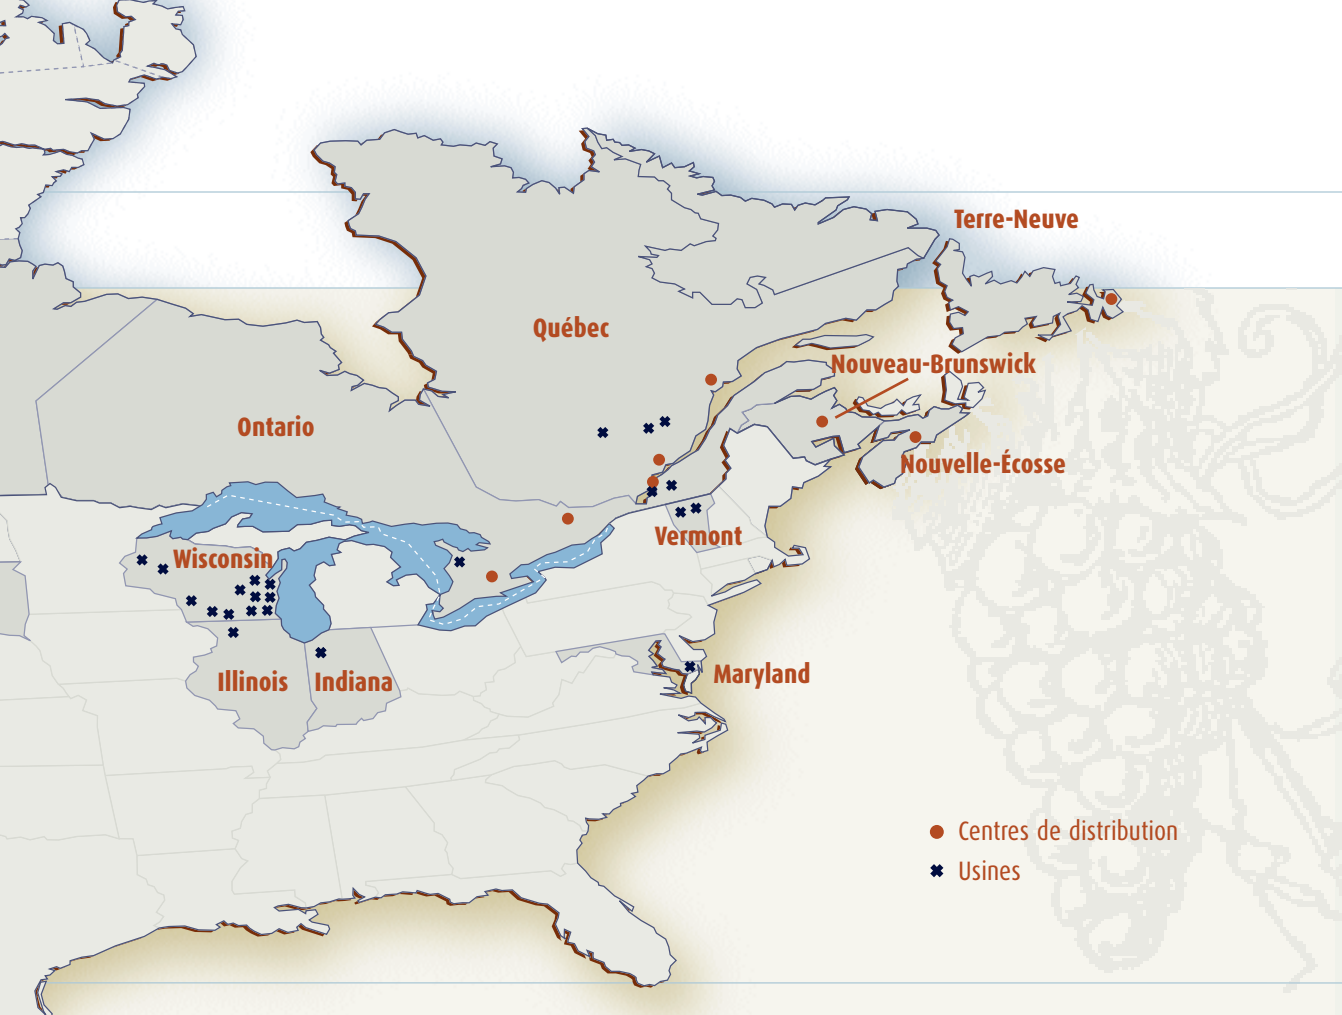 Terre-Neuve
Québec
Nouveau-Brunswick
Ontario
Nouvelle-Écosse
Vermont
Wisconsin
Illinois
Indiana
Maryland
Centres de distribution
Usines